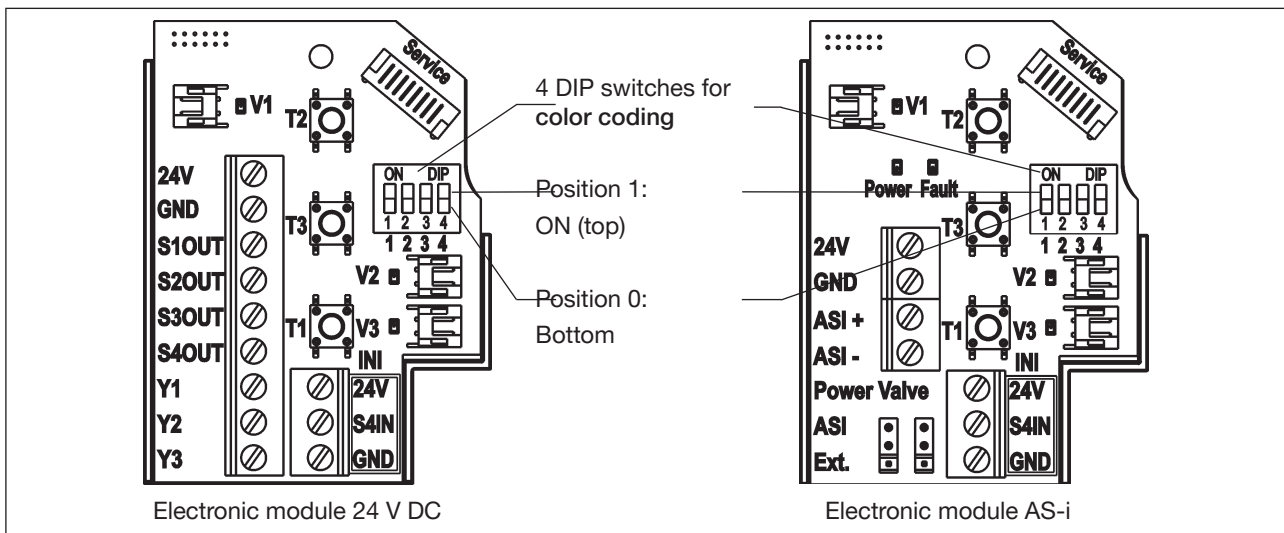 Service
V1
T2
24V
GND
S1OUT
S2OUT
S3OUT
S4OUT
Y1
Y2
Y3
ON DIP
1 2 3 4
1 2 3 4
T3
V2
T1
V3
INI
24V
S4IN
GND
Electronic module 24 V DC
4 DIP switches for
color coding
Position 1:
ON (top)
Position 0:
Bottom
Service
V1
T2
Power Fault
ON DIP
1 2 3 4
1 2 3 4
T3
24V
GND
V2
ASI +
T1
V3
ASI -
INI
Power Valve
24V
ASI
S4IN
Ext.
GND
Electronic module AS-i